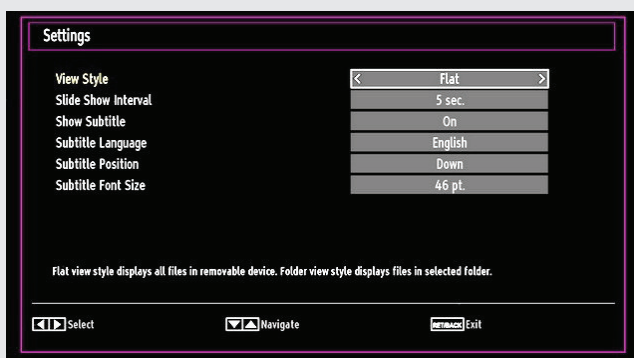 Settings
View Style < Flat >
Slide Show Interval 5 sec.
Show Subtitle On
Subtitle Language English
Subtitle Position Down
Subtitle Font Size 46 pt.
Flat view style displays all files in removable device. Folder view style displays files in selected folder.
Select Navigate RET/BACK Exit